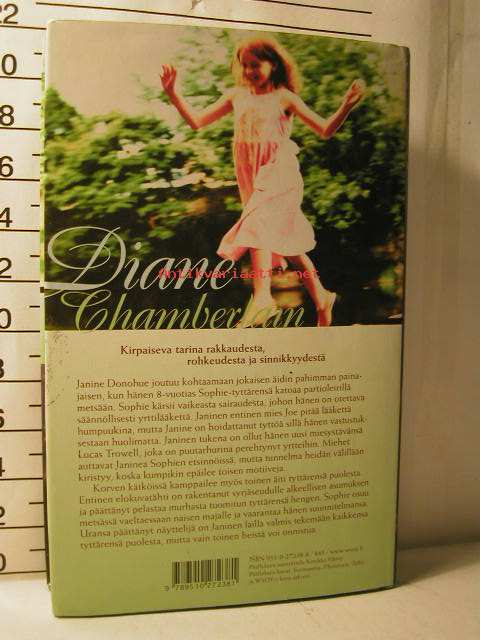 Diane
Chamberlain
Antikvariaatti.net
Kirpaiseva tarina rakkaudesta,
rohkeudesta ja sinnikkyydestä
Janine Donohue joutuu kohtaamaan jokaisen äidin pahimman paina-
jaisen, kun hänen 8-vuotias Sophie-tyttärensä katoaa partioleirillä
metsään. Sophie kärsii vaikeasta sairaudesta, johon hänen on otettava
säännöllisesti yrttilääkettä. Janinen entinen mies Joe pitää lääkettä
humpuukina, mutta Janine on hoidattanut tyttöä sillä hänen vastustuk-
sestaan huolimatta. Janinen tukena on ollut hänen uusi miesystävänsä
Lucas Trowell, joka on puutarhurina perehtynyt yrtteihin. Miehet
auttavat Janinea Sophien etsinnöissä, mutta tunnelma heidän välillään
kiristyy, koska kumpikin epäilee toisen motiiveja.
Korven kätköissä kamppailee myös toinen äiti tyttärensä puolesta.
Entinen elokuvatähti on rakentanut syrjäseudulle alkeellisen asumuksen
ja päättänyt pelastaa murhasta tuomitun tyttärensä hengen. Sophie osuu
metsässä vaeltaessaan naisen majalle ja vaarantaa hänen suunnitelmansa.
Uransa päättänyt näyttelijä on Janinen lailla valmis tekemään kaikkensa
tyttärensä puolesta, mutta vain toinen heistä voi onnistua.
9 789510 272381